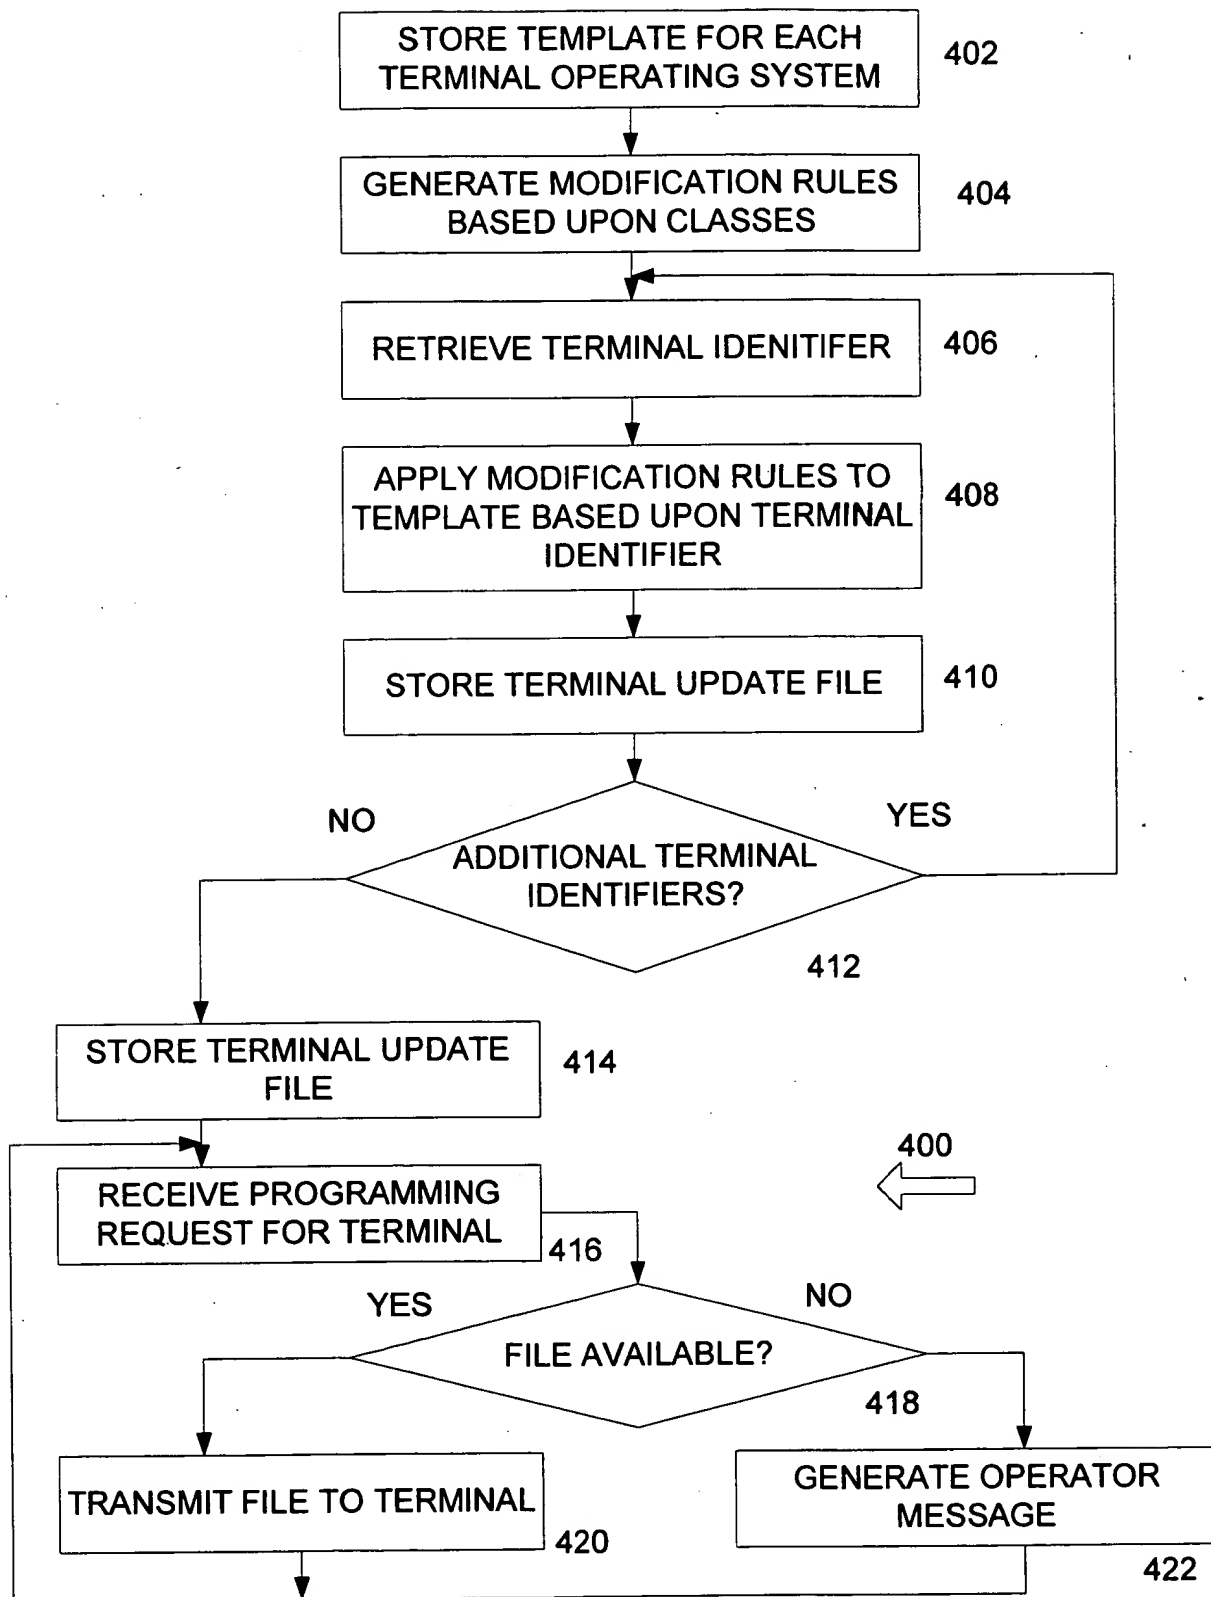 STORE TEMPLATE FOR EACH
TERMINAL OPERATING SYSTEM
402
GENERATE MODIFICATION RULES
BASED UPON CLASSES
404
RETRIEVE TERMINAL IDENITIFER
406
APPLY MODIFICATION RULES TO
TEMPLATE BASED UPON TERMINAL
IDENTIFIER
408
STORE TERMINAL UPDATE FILE
410
NO
YES
ADDITIONAL TERMINAL
IDENTIFIERS?
412
STORE TERMINAL UPDATE
FILE
414
400
RECEIVE PROGRAMMING
REQUEST FOR TERMINAL
416
YES
NO
FILE AVAILABLE?
418
TRANSMIT FILE TO TERMINAL
420
GENERATE OPERATOR
MESSAGE
422